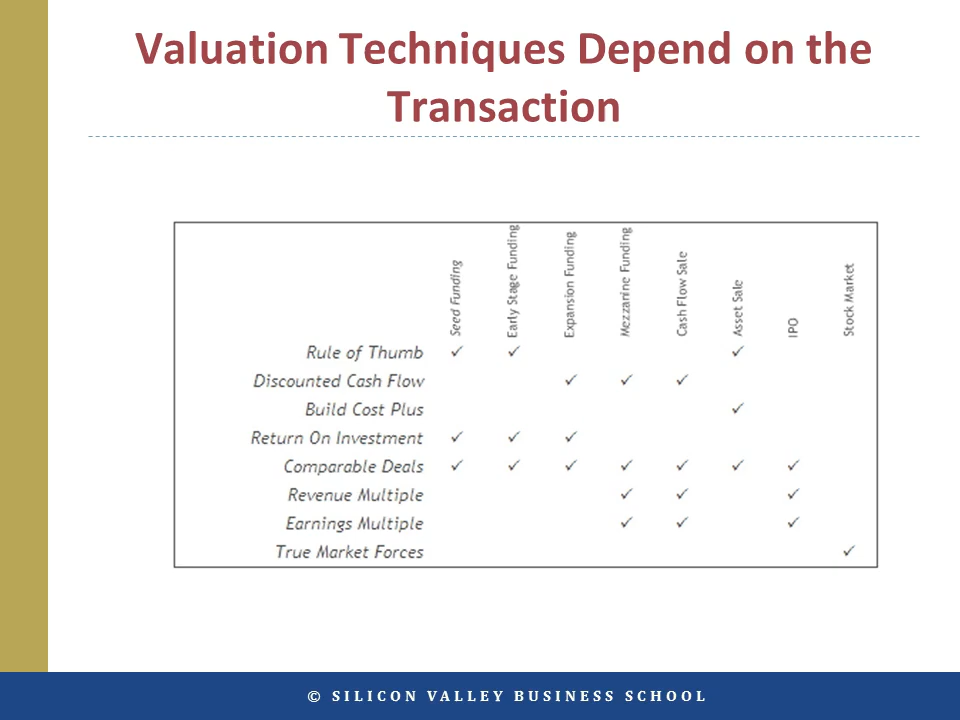 Valuation Techniques Depend on the
Transaction
Seed Funding
Early Stage Funding
Expansion Funding
Mezzanine Funding
Cash Flow Sale
Asset Sale
IPO
Stock Market
Rule of Thumb ✓ ✓ ✓
Discounted Cash Flow ✓ ✓ ✓
Build Cost Plus ✓
Return On Investment ✓ ✓ ✓
Comparable Deals ✓ ✓ ✓ ✓ ✓ ✓ ✓
Revenue Multiple ✓ ✓ ✓
Earnings Multiple ✓ ✓ ✓
True Market Forces ✓
© SILICON VALLEY BUSINESS SCHOOL